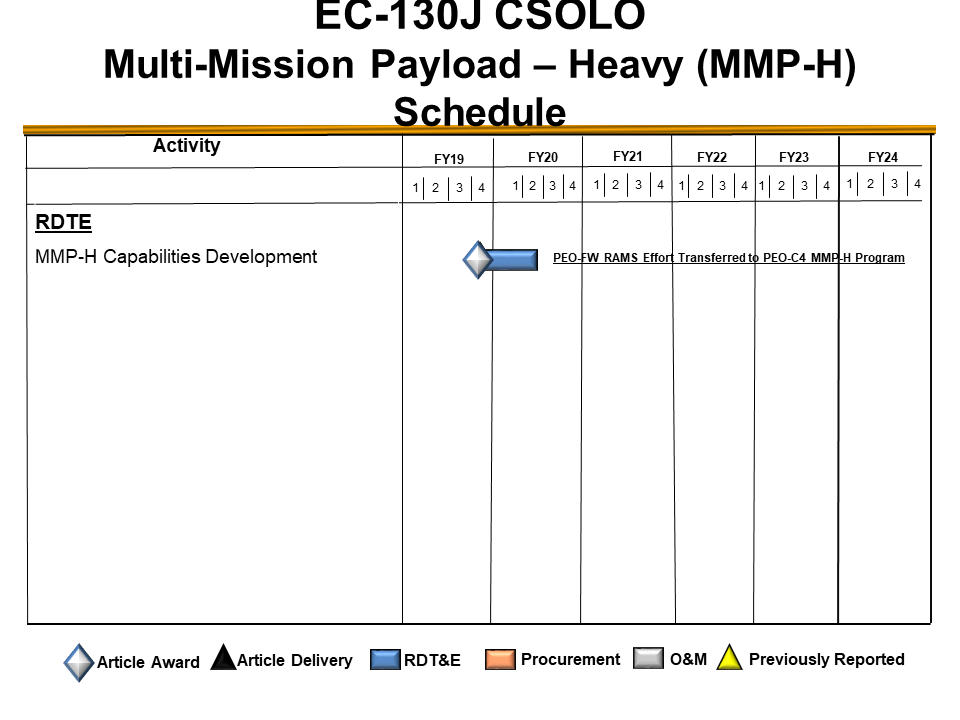 EC-130J CSOLO
Multi-Mission Payload – Heavy (MMP-H)
Schedule
Activity FY19 FY20 FY21 FY22 FY23 FY24
1 2 3 4 1 2 3 4 1 2 3 4 1 2 3 4 1 2 3 4 1 2 3 4
RDTE
MMP-H Capabilities Development PEO-FW RAMS Effort Transferred to PEO-C4 MMP-H Program
Article Award Article Delivery RDT&E Procurement O&M Previously Reported